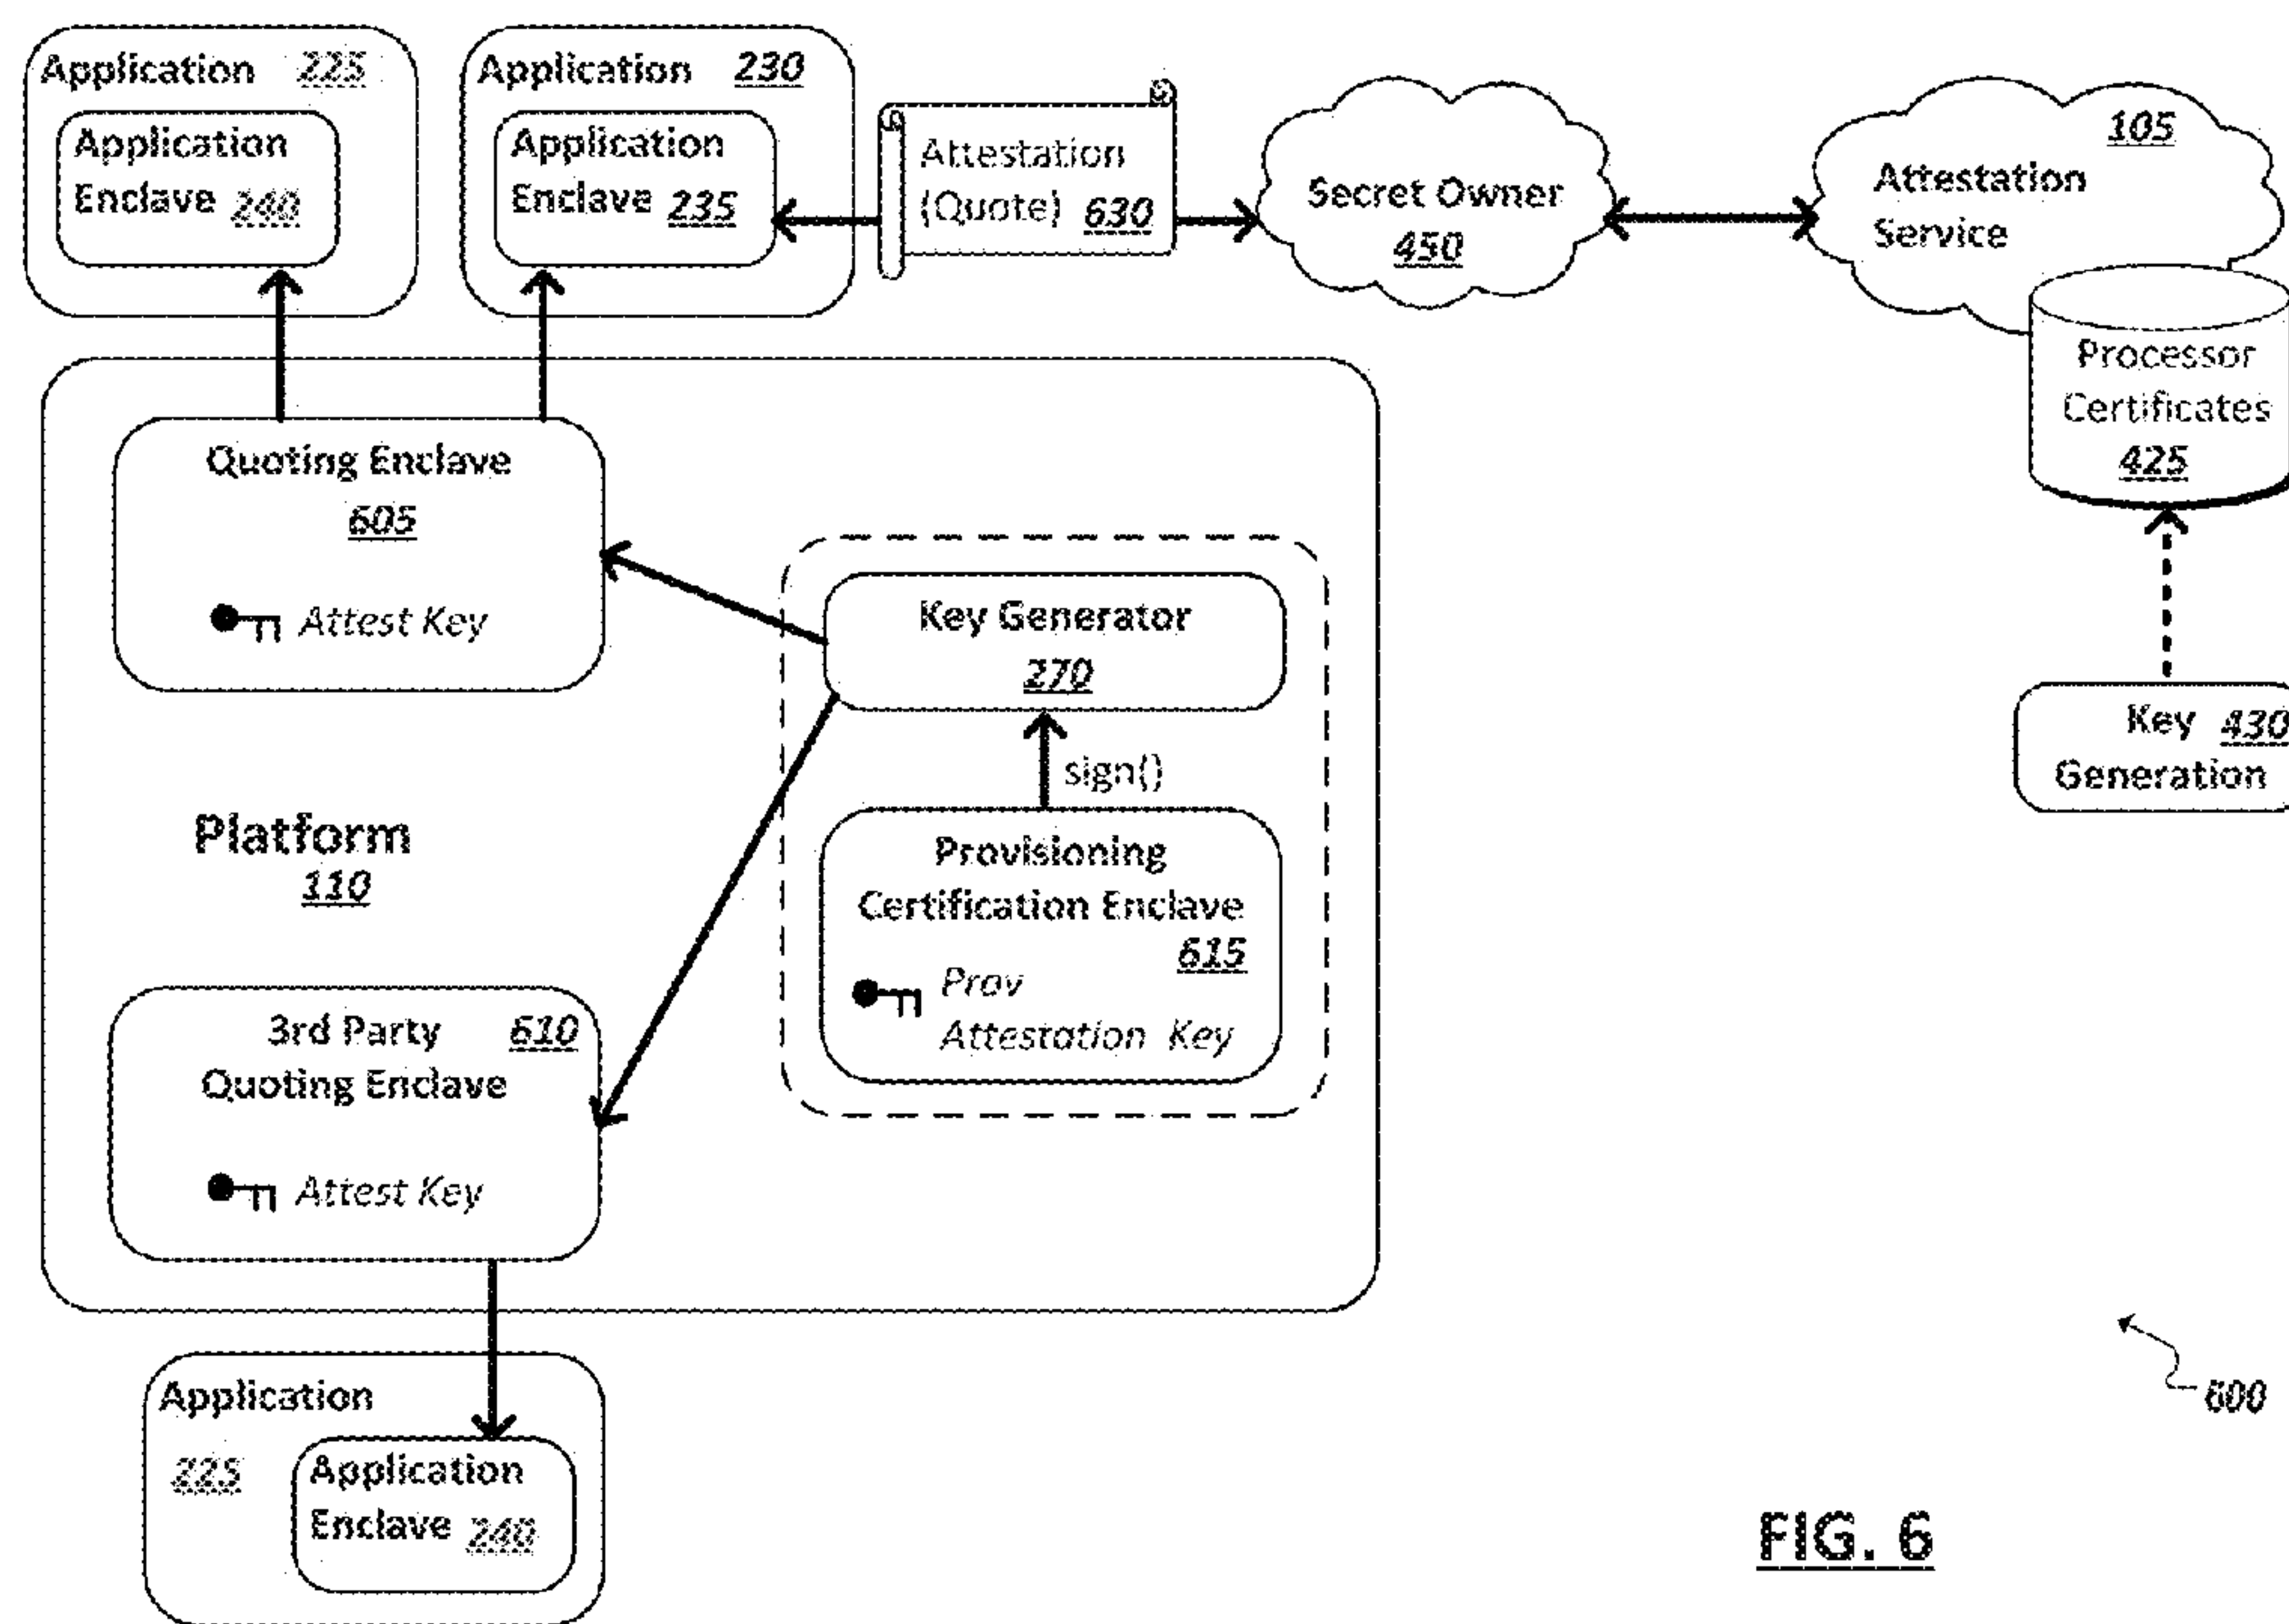 Application 225
Application
Enclave 240
Application 230
Application
Enclave 235
Attestation
(Quote) 630
Secret Owner
450
105
Attestation
Service
Processor
Certificates
425
Key 430
Generation
Quoting Enclave
605
Attest Key
Key Generator
270
sign()
Provisioning
Certification Enclave
615
Prov
Attestation Key
Platform
110
3rd Party 610
Quoting Enclave
Attest Key
Application
225
Application
Enclave 240
600
FIG. 6